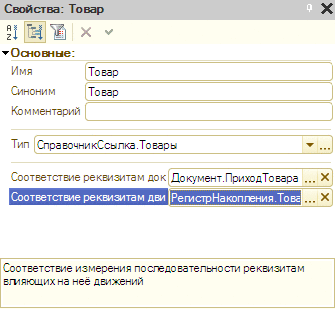 Свойства: Товар
Основные:
Имя Товар
Синоним Товар
Комментарий
Тип СправочникСсылка.Товары ...
Соответствие реквизитам док Документ.ПриходТовара ...
Соответствие реквизитам дви РегистрНакопления.Това ...
Соответствие измерения последовательности реквизитам
влияющих на неё движений